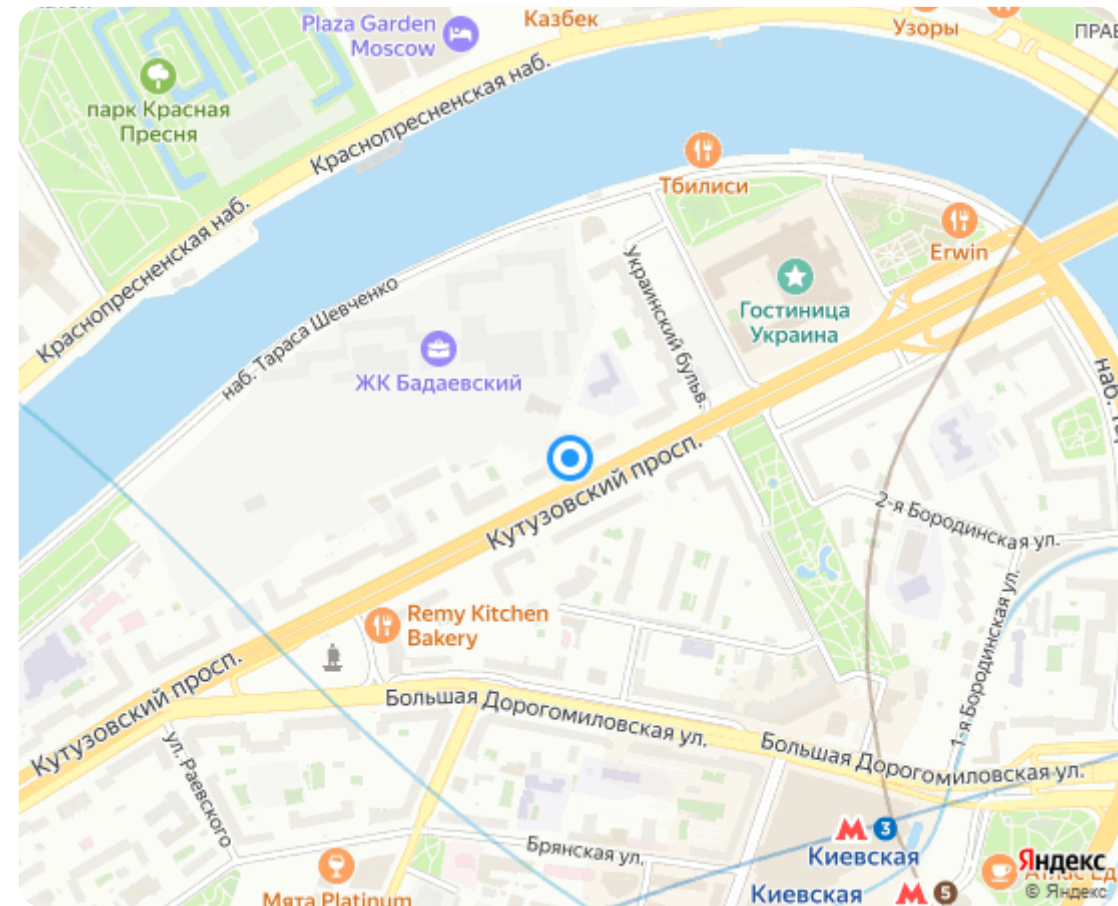 Plaza Garden
Moscow
Казбек
Узоры
парк Красная
Пресня
Краснопресненская наб.
Тбилиси
Краснопресненская наб.
Erwin
Украинский бульв.
Гостиница
Украина
наб. Тараса Шевченко
ЖК Бадаевский
Кутузовский просп.
2-я Бородинская ул.
1-я Бородинская ул.
Remy Kitchen
Bakery
Кутузовский просп.
Большая Дорогомиловская ул.
Большая Дорогомиловская ул.
ул. Раевского
Брянская ул.
М 3
Киевская
Киевская М 5
Мята Platinum
Яндекс
© Яндекс